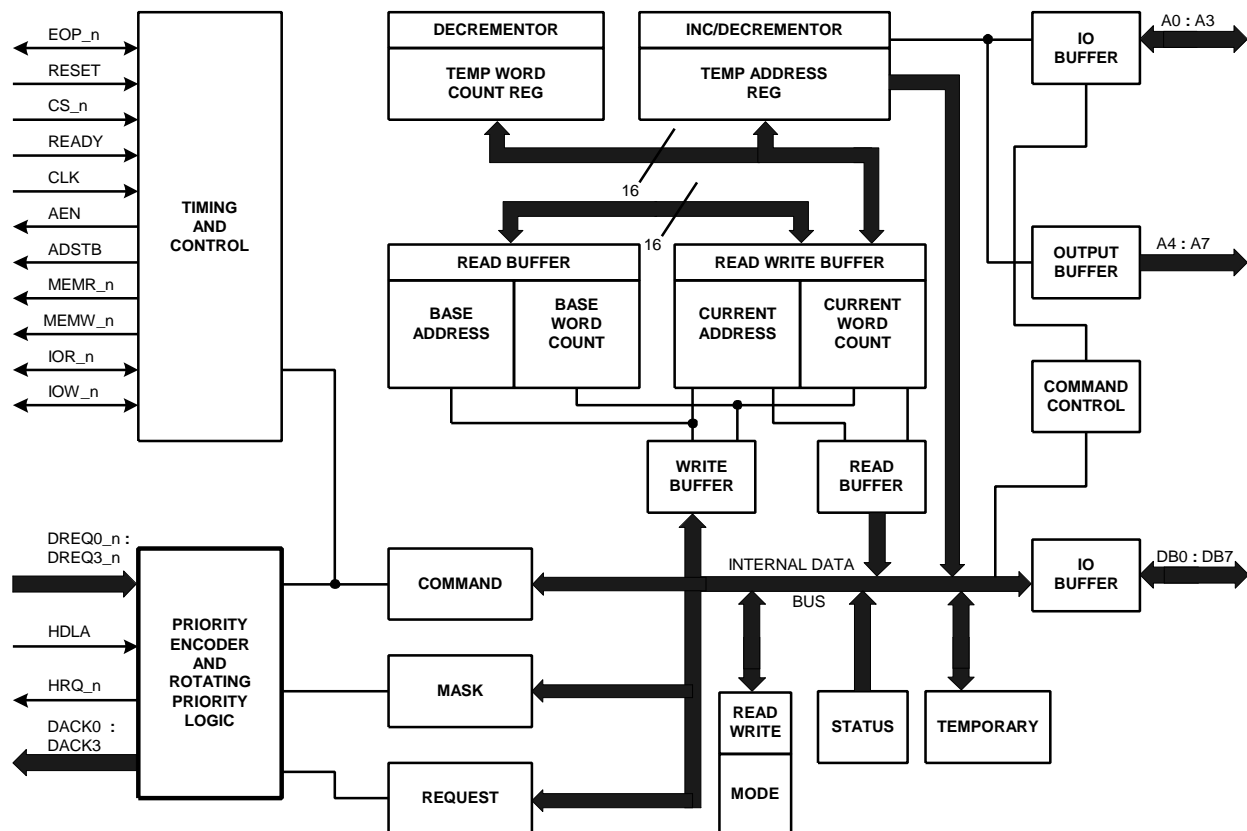 EOP_n
RESET
CS_n
READY
CLK
AEN
ADSTB
MEMR_n
MEMW_n
IOR_n
IOW_n
TIMING
AND
CONTROL
DECREMENTOR
TEMP WORD
COUNT REG
INC/DECREMENTOR
TEMP ADDRESS
REG
IO
BUFFER
A0 : A3
16
16
READ BUFFER
BASE
ADDRESS
BASE
WORD
COUNT
READ WRITE BUFFER
CURRENT
ADDRESS
CURRENT
WORD
COUNT
OUTPUT
BUFFER
A4 : A7
COMMAND
CONTROL
WRITE
BUFFER
READ
BUFFER
DREQ0_n :
DREQ3_n
HDLA
HRQ_n
DACK0 :
DACK3
PRIORITY
ENCODER
AND
ROTATING
PRIORITY
LOGIC
COMMAND
MASK
REQUEST
INTERNAL DATA
BUS
IO
BUFFER
DB0 : DB7
READ
WRITE
MODE
STATUS
TEMPORARY